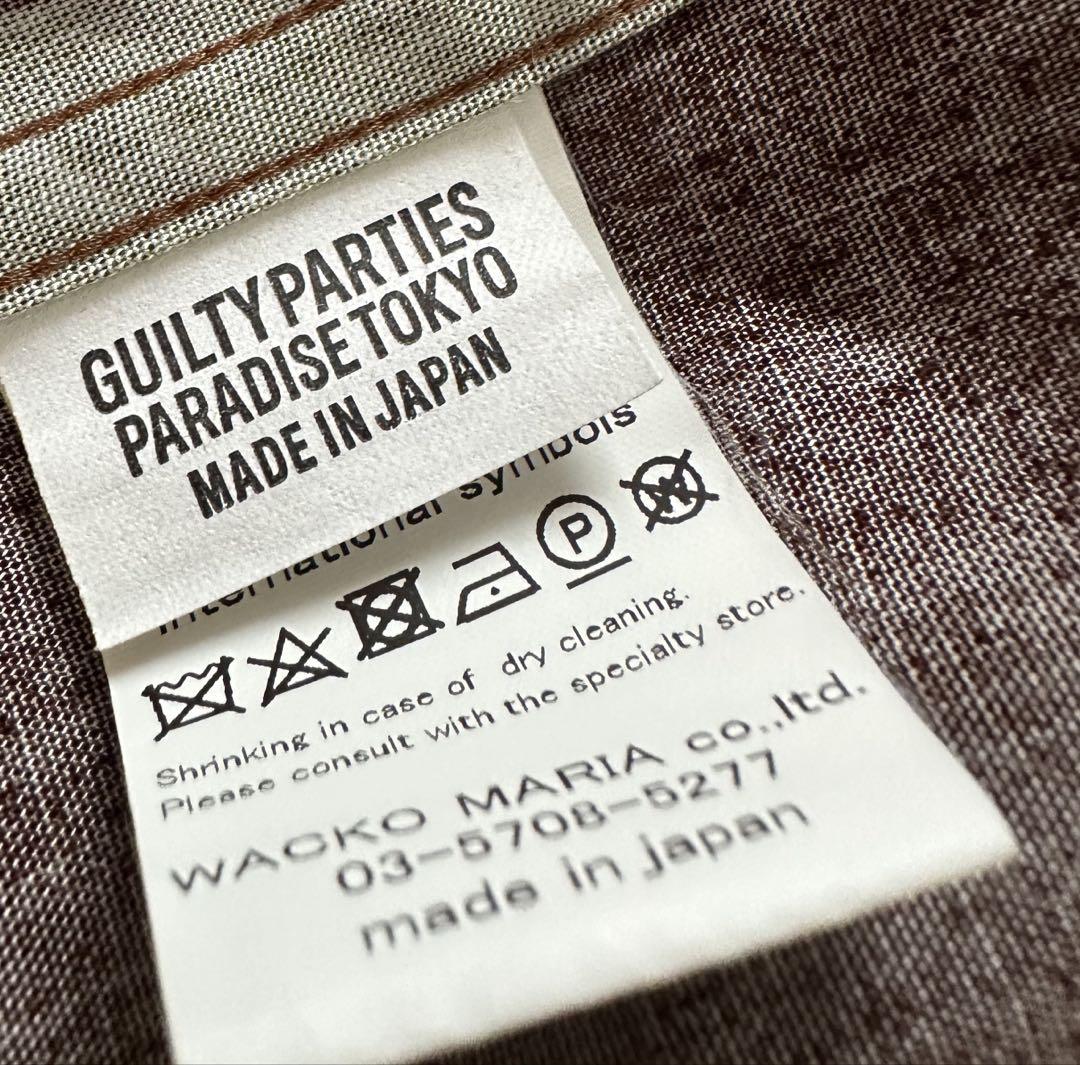 GUILTY PARTIES
PARADISE TOKYO
MADE IN JAPAN
International symbols
P
W
Shrinking in case of dry cleaning.
Please consult with the specialty store.
WACKO MARIA co.,ltd.
03-5708-5277
made in japan